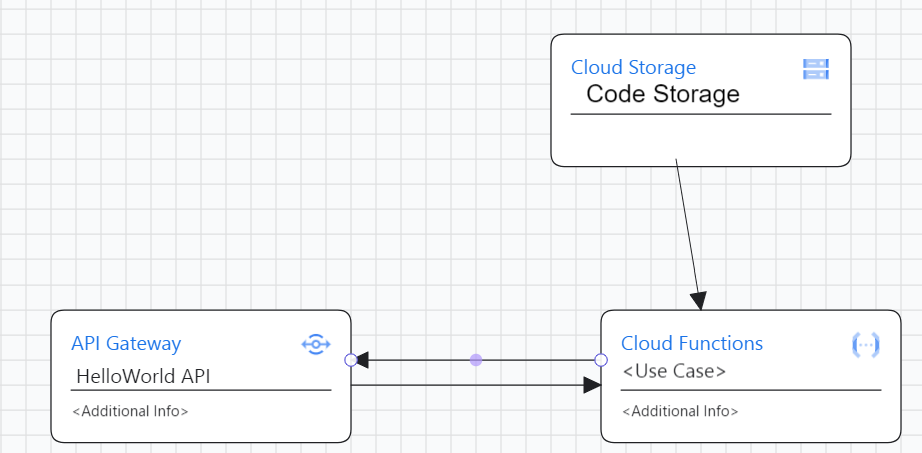 Cloud Storage
Code Storage
API Gateway
HelloWorld API
<Additional Info>
Cloud Functions
<Use Case>
<Additional Info>